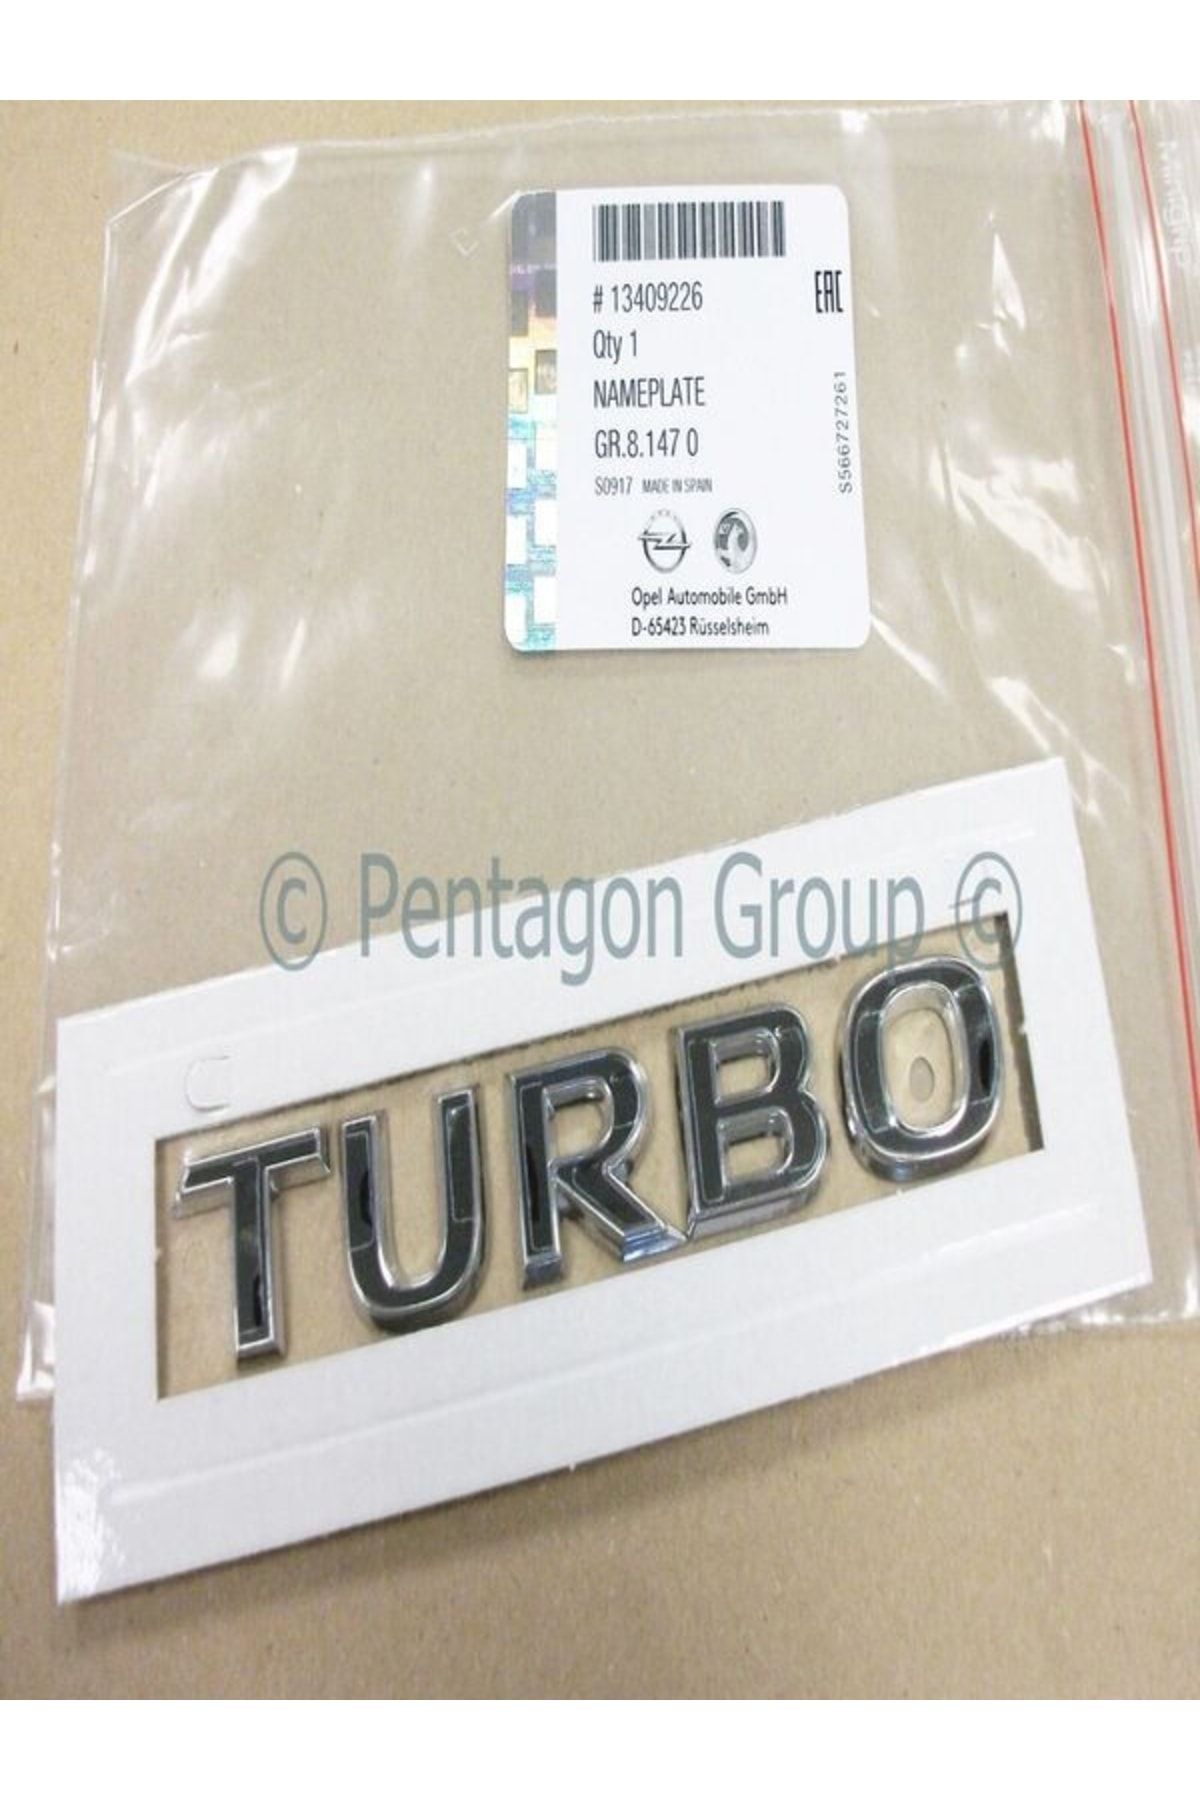 # 13409226
EAC
Qty 1
NAMEPLATE
GR.8.147 0
S0917 MADE IN SPAIN
S566727261
Opel Automobile GmbH
D-65423 Rüsselsheim
© Pentagon Group ©
TURBO